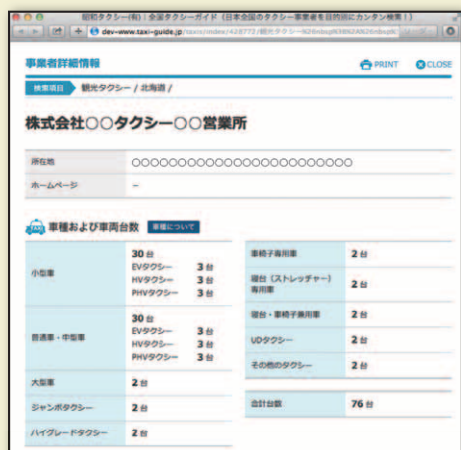 昭和タクシー(有) | 全国タクシーガイド (日本全国のタクシー事業者を目的別にカンタン検索!)
dev-www.taxi-guide.jp/taxis/index/428772/観光タクシー
事業者詳細情報
PRINT
CLOSE
検索項目 観光タクシー / 北海道 /
株式会社○○タクシー○○営業所
所在地 ○○○○○○○○○○○○○○○○○○○○○○○○
ホームページ -
車種および車両台数 車種について
小型車
30 台
EVタクシー 3 台
HVタクシー 3 台
PHVタクシー 3 台
普通車・中型車
30 台
EVタクシー 3 台
HVタクシー 3 台
PHVタクシー 3 台
大型車 2 台
ジャンボタクシー 2 台
ハイグレードタクシー 2 台
車椅子専用車 2 台
寝台(ストレッチャー)
専用車
2 台
寝台・車椅子兼用車 2 台
UDタクシー 2 台
その他のタクシー 2 台
合計台数 76 台